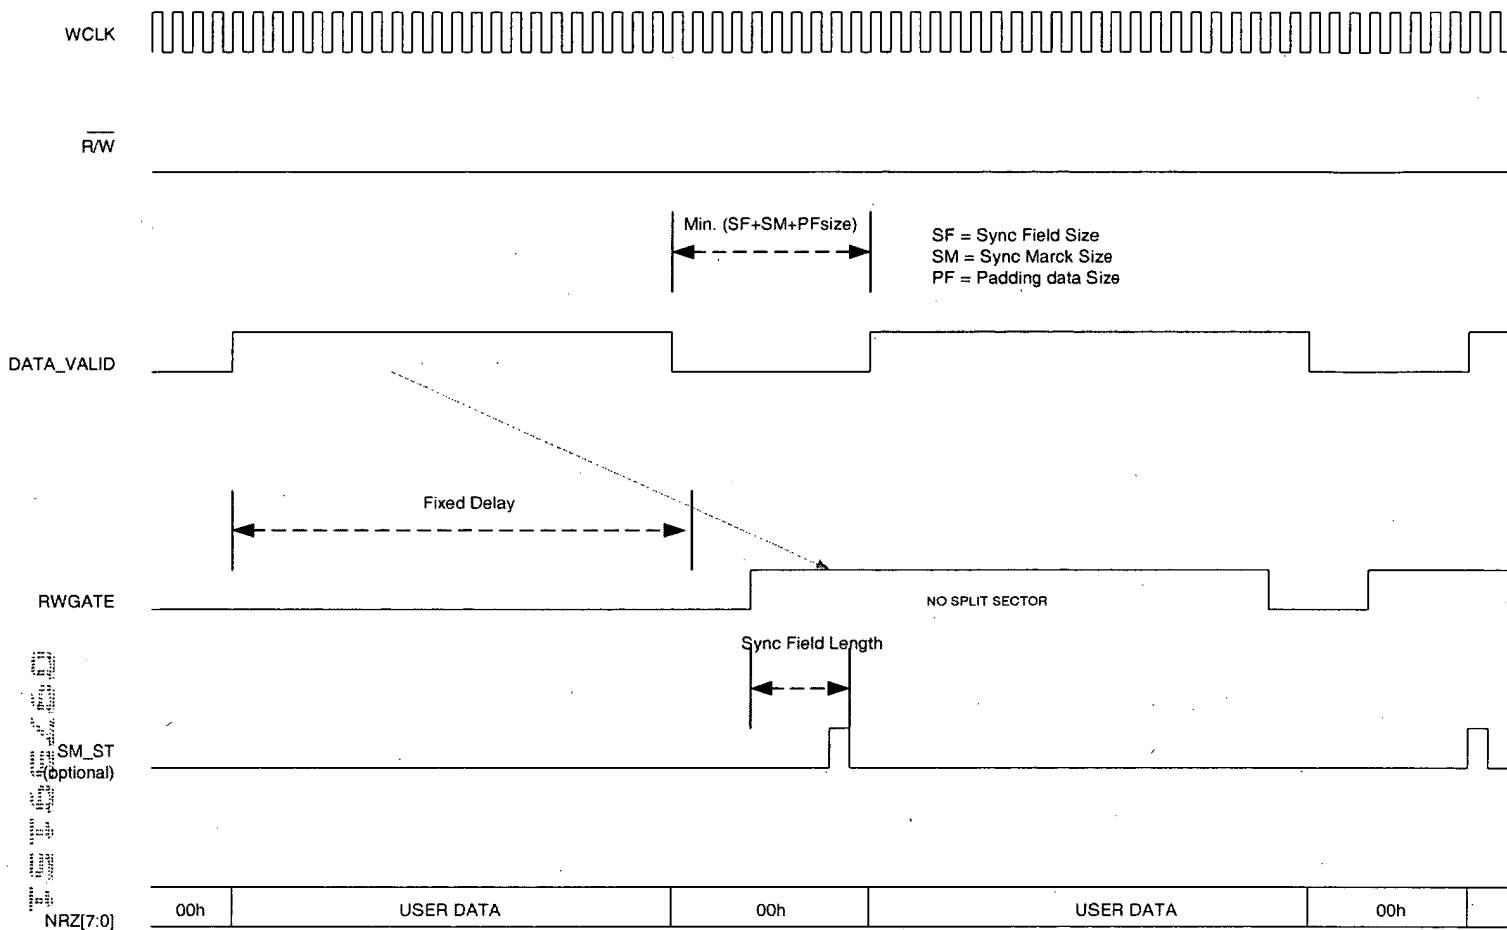 WCLK
R/W
Min. (SF+SM+PFsize)
SF = Sync Field Size
SM = Sync Marck Size
PF = Padding data Size
DATA_VALID
Fixed Delay
RWGATE
NO SPLIT SECTOR
Sync Field Length
SM_ST
(optional)
NRZ[7:0]
00h
USER DATA
00h
USER DATA
00h